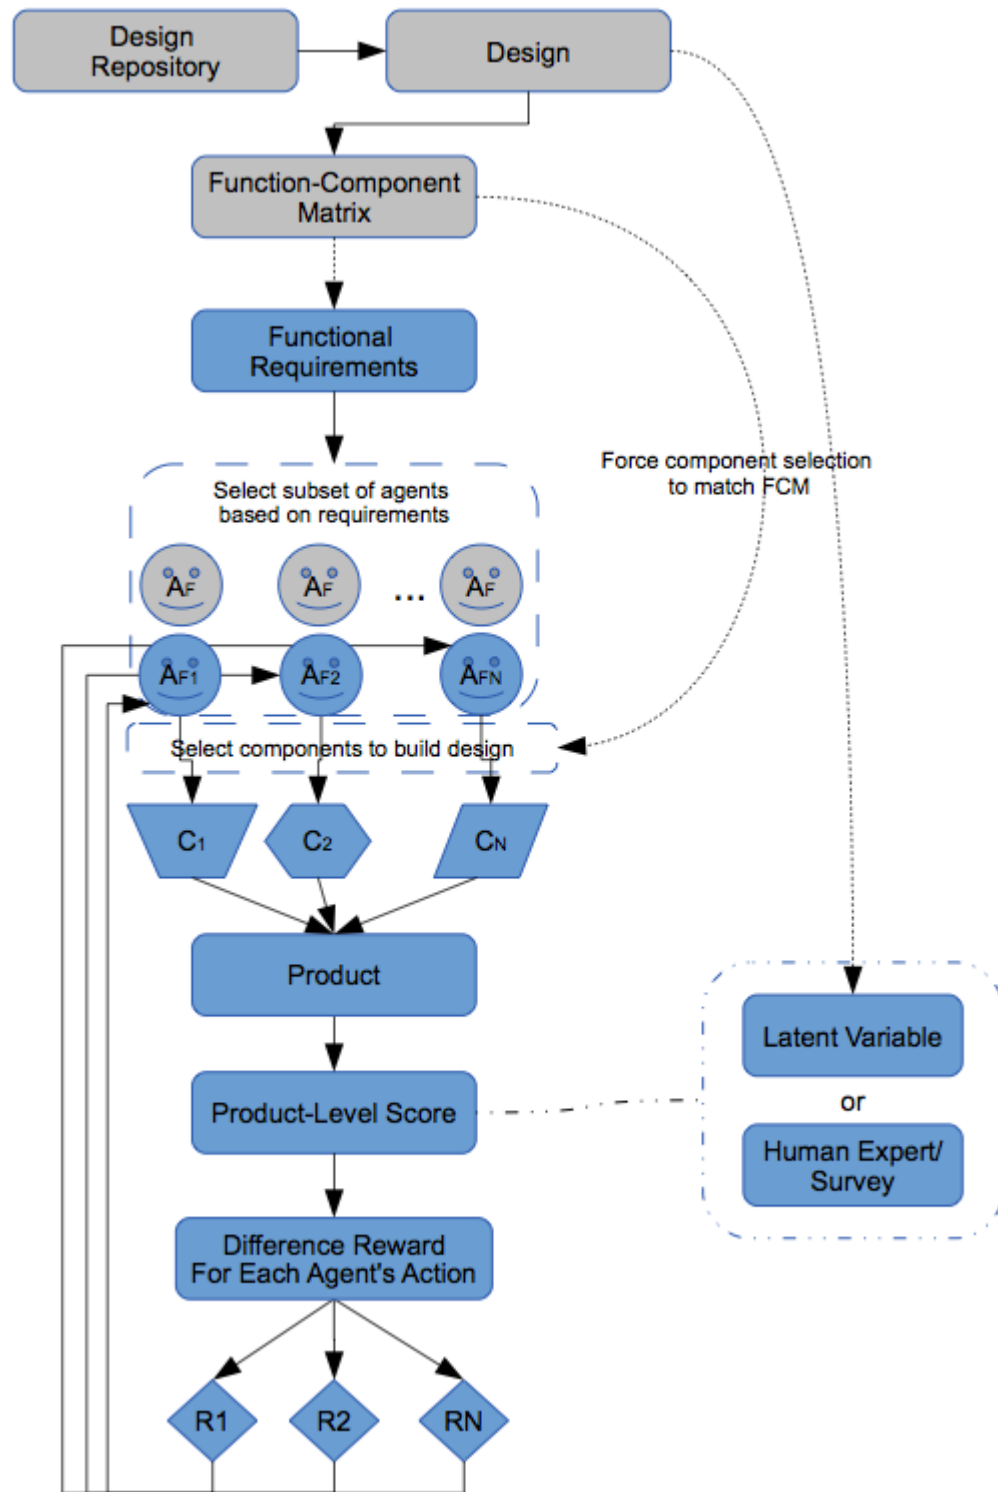 Design
Repository
Design
Function-Component
Matrix
Functional
Requirements
Force component selection
to match FCM
Select subset of agents
based on requirements
AF AF ... AF
AF1 AF2 AFN
Select components to build design
C1 C2 CN
Product
Latent Variable
or
Product-Level Score
Human Expert/
Survey
Difference Reward
For Each Agent's Action
R1 R2 RN